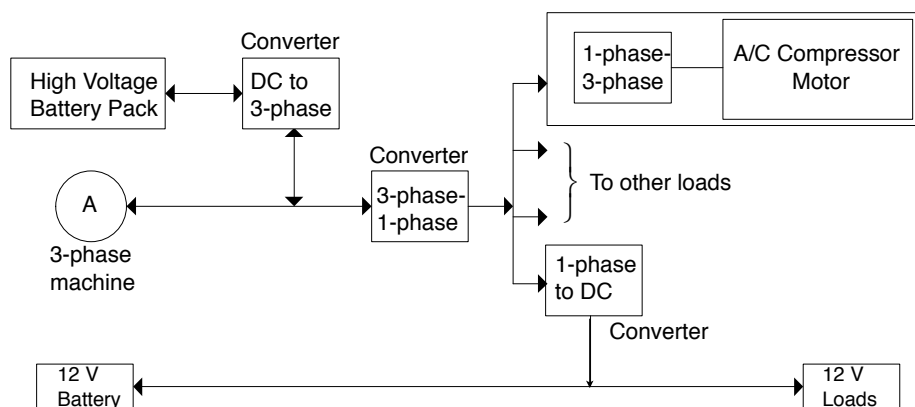 Converter
High Voltage
Battery Pack
DC to
3-phase
1-phase-
3-phase
A/C Compressor
Motor
Converter
A
3-phase
machine
3-phase-
1-phase
To other loads
1-phase
to DC
Converter
12 V
Battery
12 V
Loads